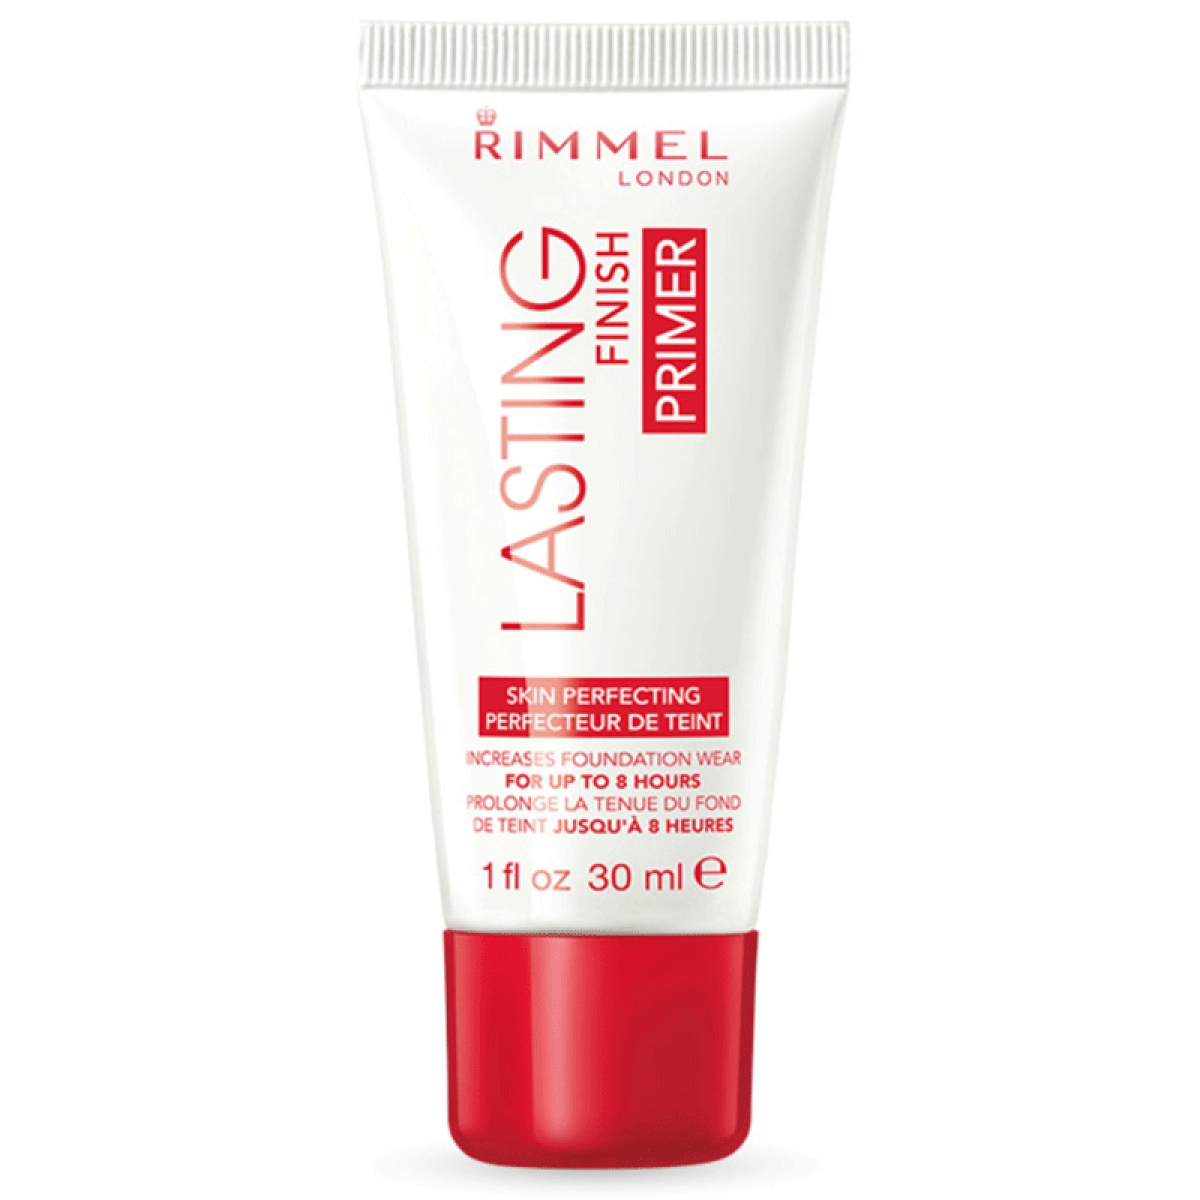 RIMMEL
LONDON
LASTING
FINISH
PRIMER
SKIN PERFECTING
PERFECTEUR DE TEINT
INCREASES FOUNDATION WEAR
FOR UP TO 8 HOURS
PROLONGE LA TENUE DU FOND
DE TEINT JUSQU'À 8 HEURES
1 fl oz 30 ml ℮